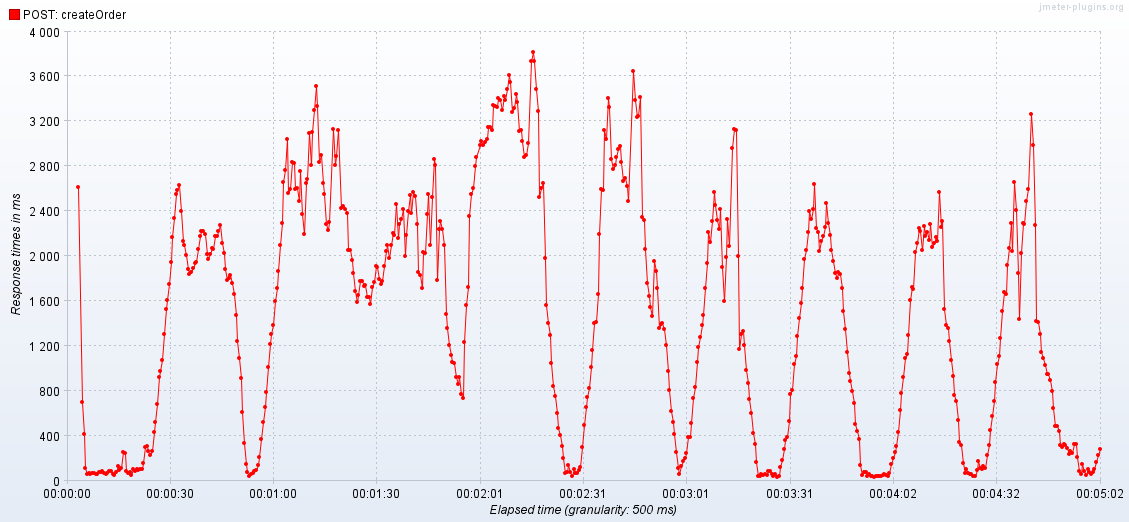 jmeter-plugins.org
POST: createOrder
4 000
3 600
3 200
2 800
2 400
2 000
1 600
1 200
800
400
0
Response times in ms
00:00:00 00:00:30 00:01:00 00:01:30 00:02:01 00:02:31 00:03:01 00:03:31 00:04:02 00:04:32 00:05:02
Elapsed time (granularity: 500 ms)